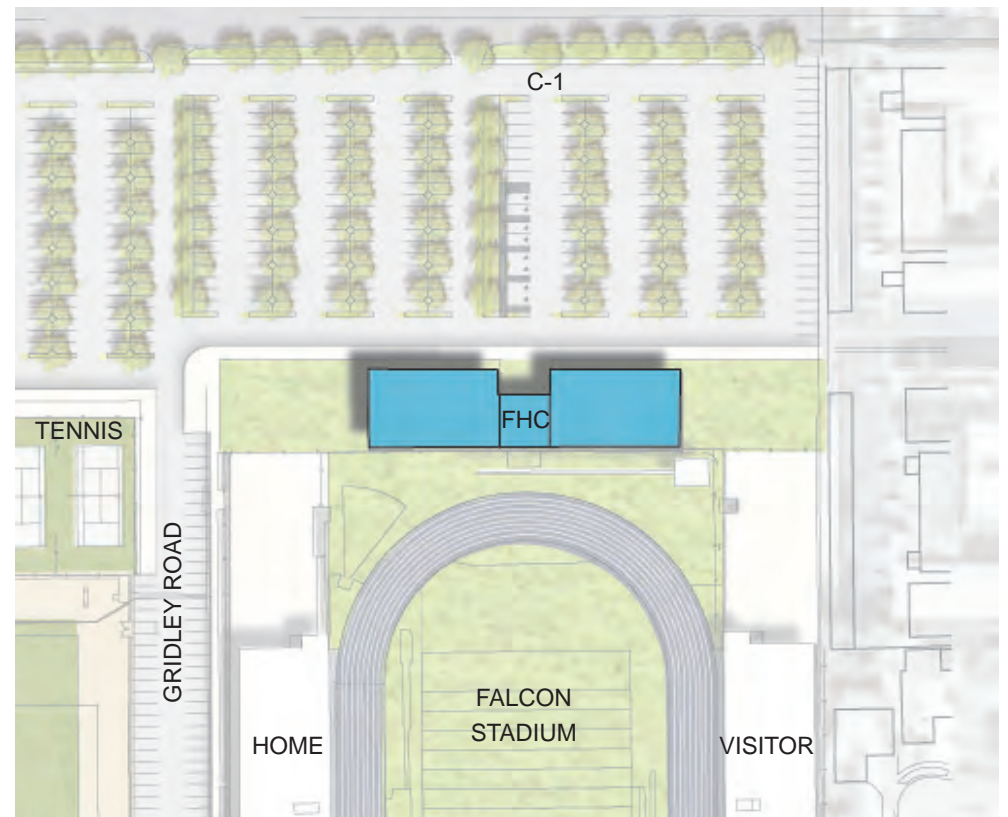 C-1
FHC
TENNIS
GRIDLEY ROAD
FALCON
STADIUM
HOME
VISITOR